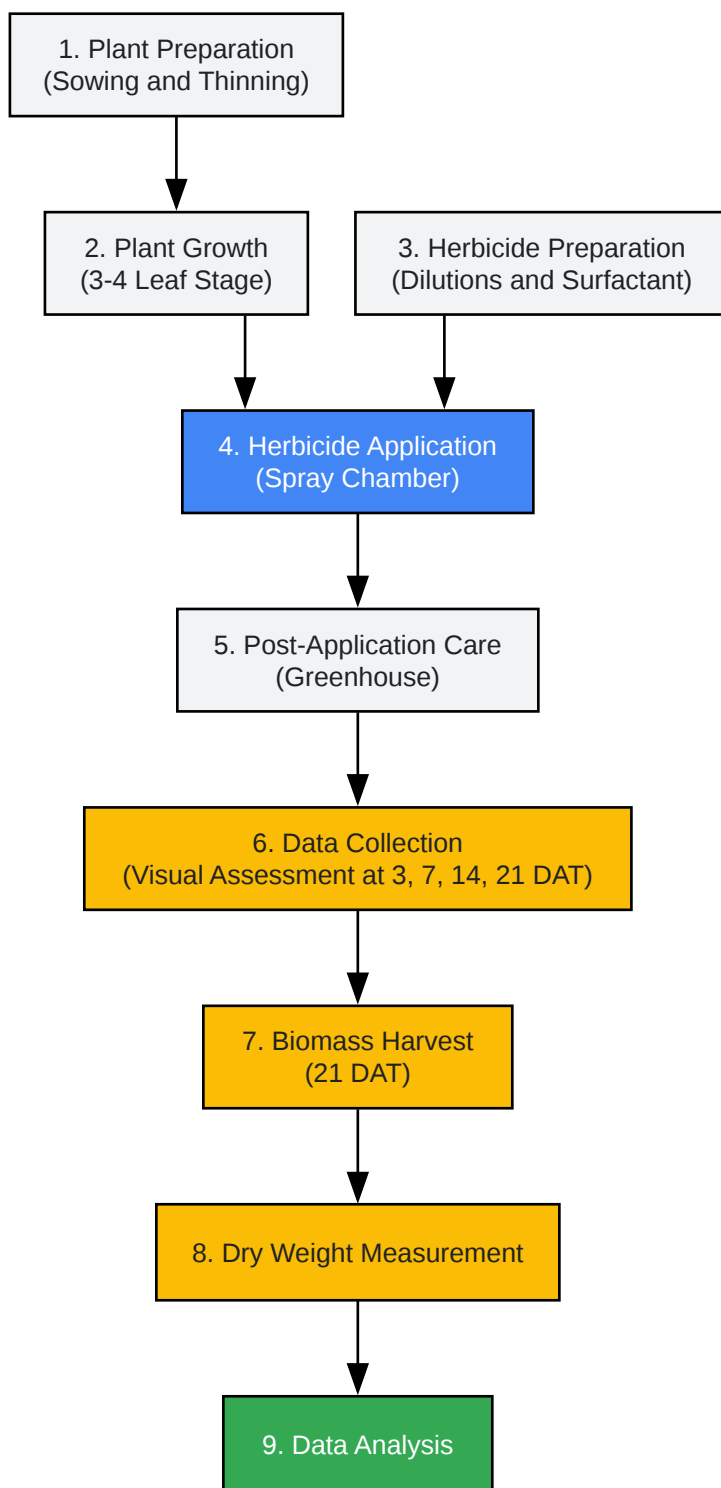 1. Plant Preparation
(Sowing and Thinning)
2. Plant Growth
(3-4 Leaf Stage)
3. Herbicide Preparation
(Dilutions and Surfactant)
4. Herbicide Application
(Spray Chamber)
5. Post-Application Care
(Greenhouse)
6. Data Collection
(Visual Assessment at 3, 7, 14, 21 DAT)
7. Biomass Harvest
(21 DAT)
8. Dry Weight Measurement
9. Data Analysis